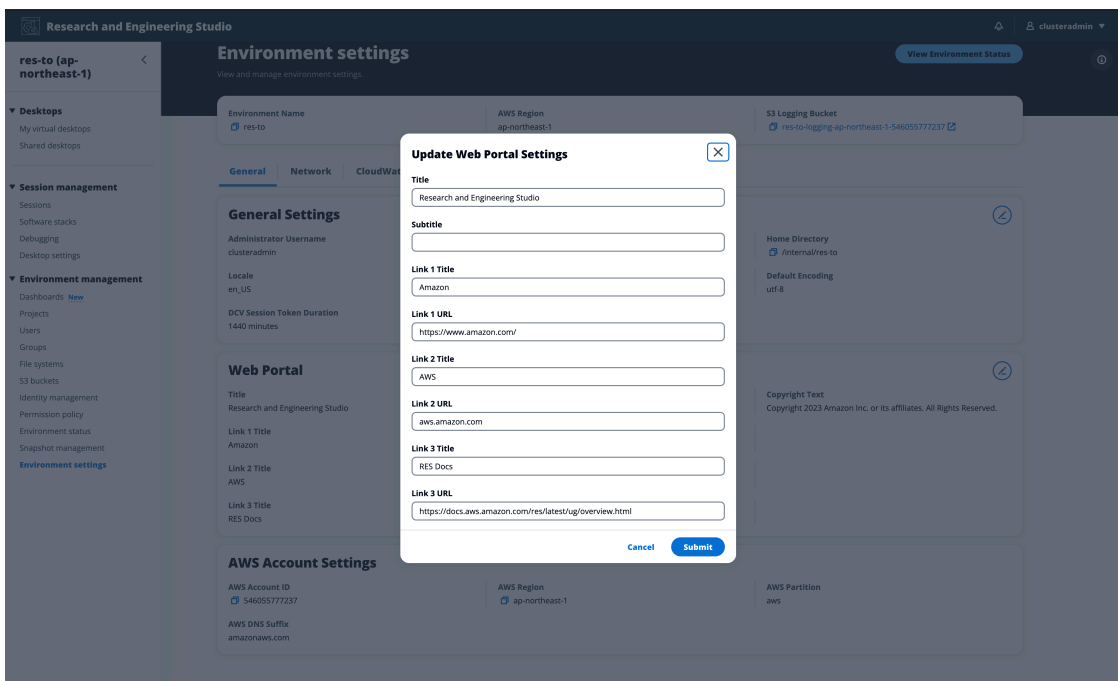 Research and Engineering Studio
clusteradmin
res-to (ap-
northeast-1)
Desktops
My virtual desktops
Shared desktops
Session management
Sessions
Software stacks
Debugging
Desktop settings
Environment management
Dashboards New
Projects
Users
Groups
File systems
S3 buckets
Identity management
Permission policy
Environment status
Snapshot management
Environment settings
Environment settings
View and manage environment settings.
View Environment Status
Environment Name
res-to
AWS Region
ap-northeast-1
S3 Logging Bucket
res-to-logging-ap-northeast-1-546055777237
General
Network
CloudWat
General Settings
Administrator Username
clusteradmin
Home Directory
/internal/res-to
Locale
en_US
Default Encoding
utf-8
DCV Session Token Duration
1440 minutes
Web Portal
Title
Research and Engineering Studio
Copyright Text
Copyright 2023 Amazon Inc. or its affiliates. All Rights Reserved.
Link 1 Title
Amazon
Link 2 Title
AWS
Link 3 Title
RES Docs
AWS Account Settings
AWS Account ID
546055777237
AWS Region
ap-northeast-1
AWS Partition
aws
AWS DNS Suffix
amazonaws.com
Update Web Portal Settings
Title
Research and Engineering Studio
Subtitle
Link 1 Title
Amazon
Link 1 URL
https://www.amazon.com/
Link 2 Title
AWS
Link 2 URL
aws.amazon.com
Link 3 Title
RES Docs
Link 3 URL
https://docs.aws.amazon.com/res/latest/ug/overview.html
Cancel
Submit